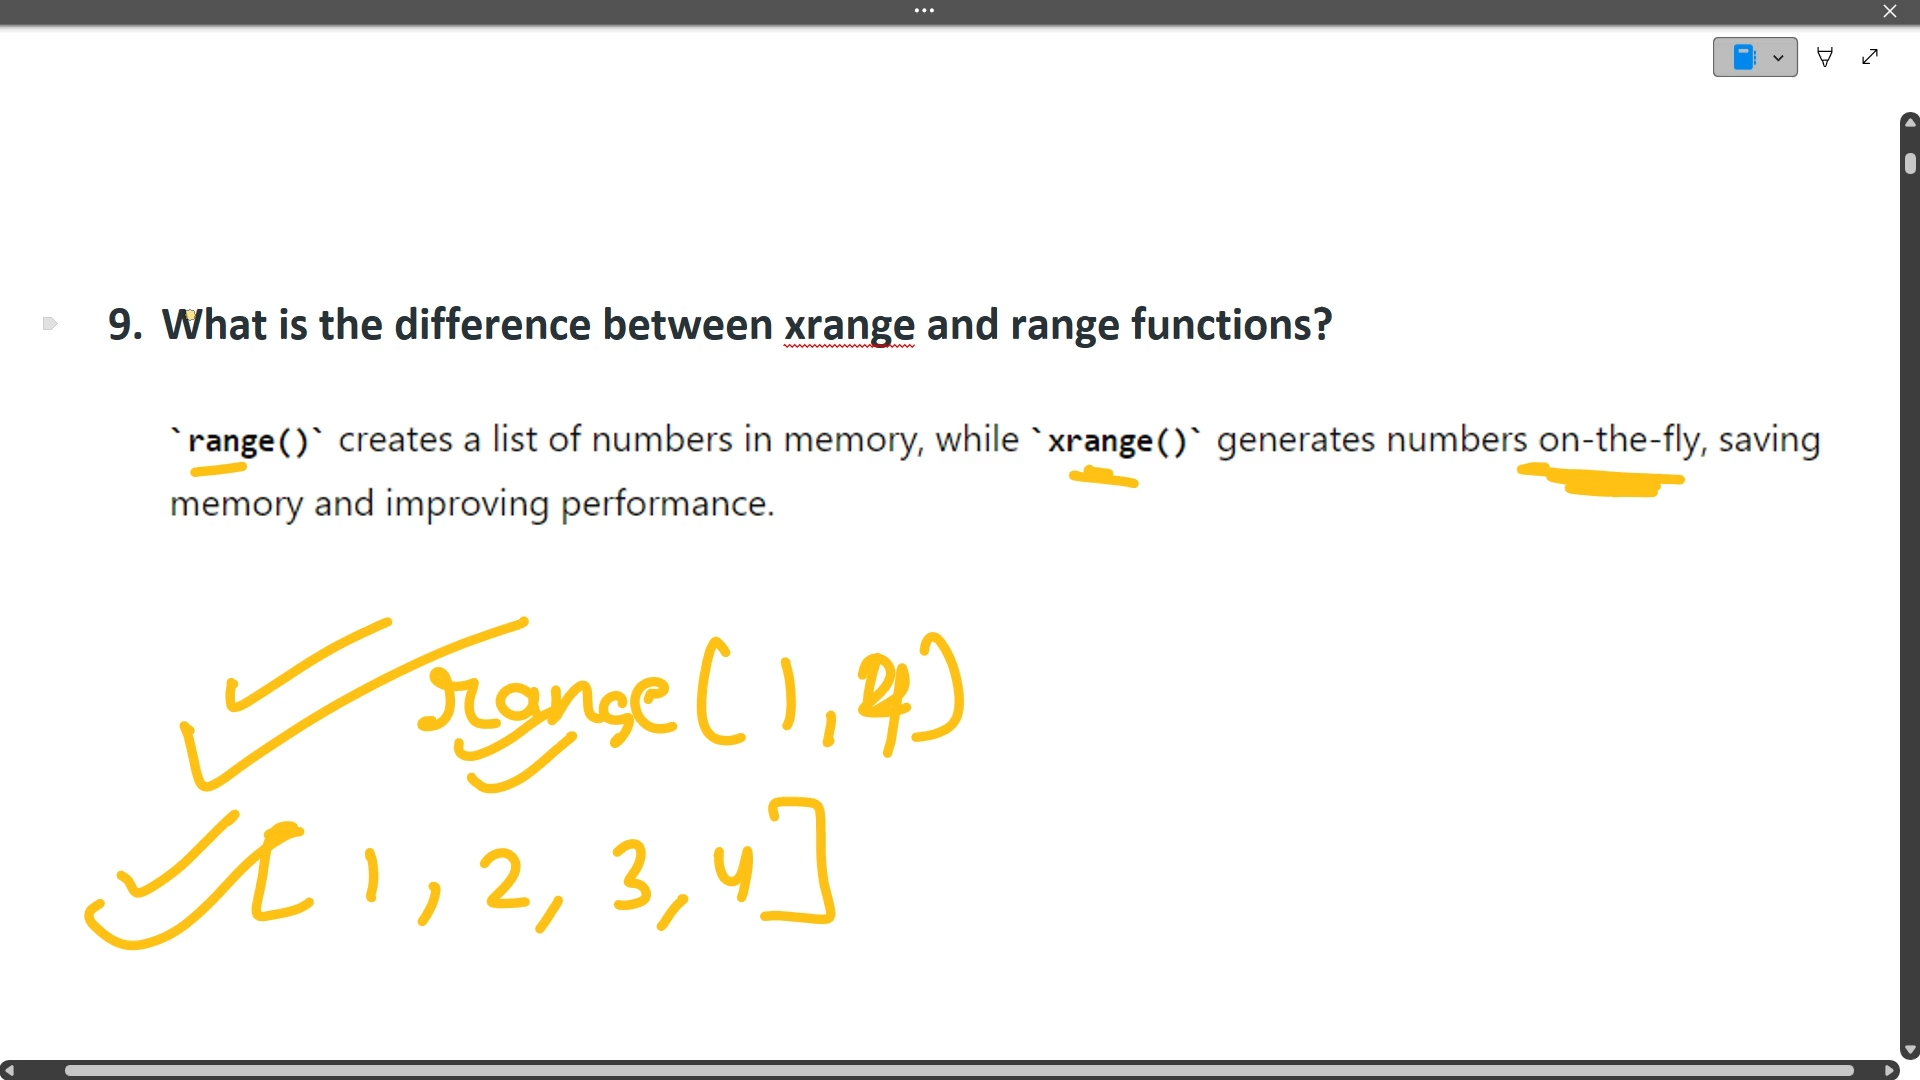 9. What is the difference between xrange and range functions?
`range()` creates a list of numbers in memory, while `xrange()` generates numbers on-the-fly, saving
memory and improving performance.
range(1,4)
[1, 2, 3, 4]